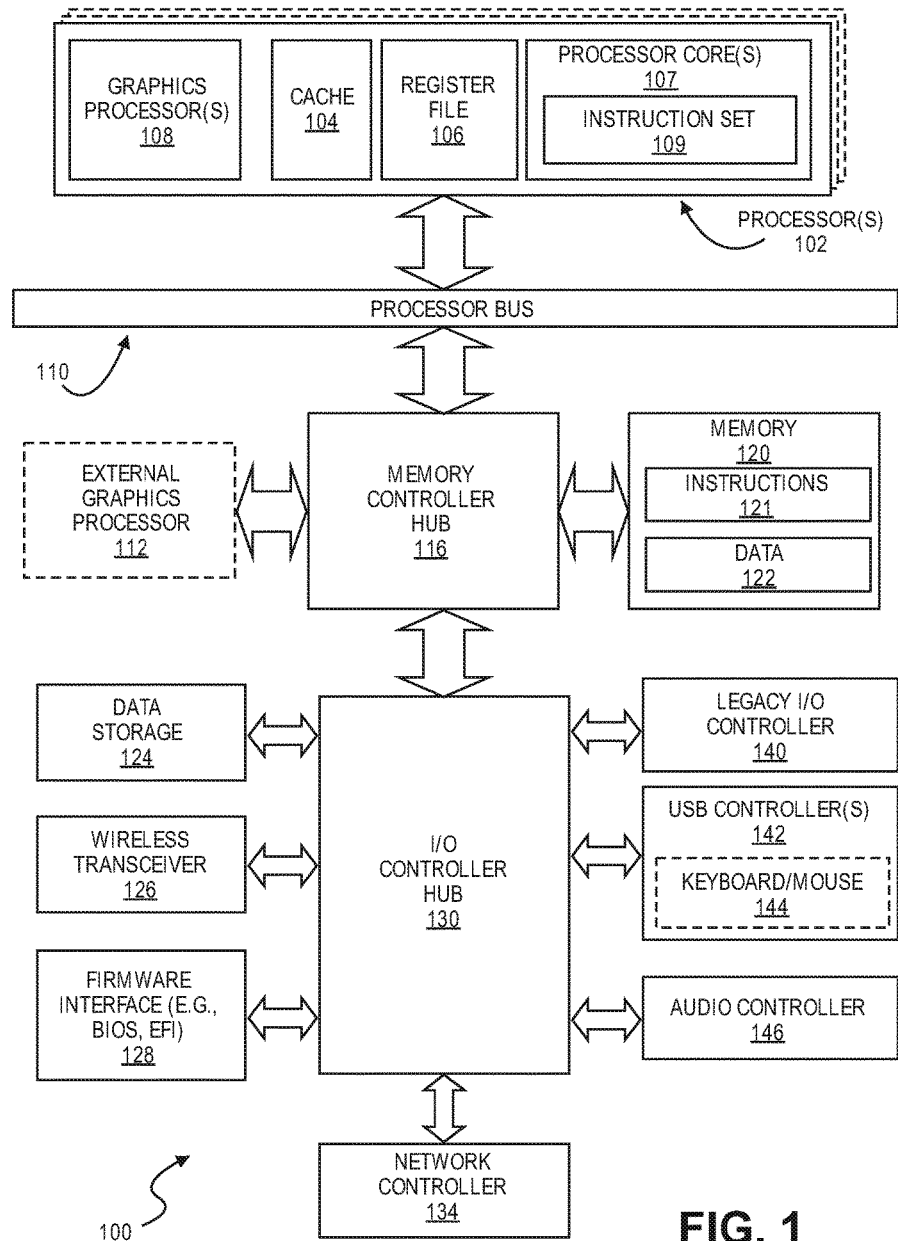 GRAPHICS
PROCESSOR(S)
108
CACHE
104
REGISTER
FILE
106
PROCESSOR CORE(S)
107
INSTRUCTION SET
109
PROCESSOR(S)
102
PROCESSOR BUS
110
EXTERNAL
GRAPHICS
PROCESSOR
112
MEMORY
CONTROLLER
HUB
116
MEMORY
120
INSTRUCTIONS
121
DATA
122
DATA
STORAGE
124
WIRELESS
TRANSCEIVER
126
FIRMWARE
INTERFACE (E.G.,
BIOS, EFI)
128
I/O
CONTROLLER
HUB
130
LEGACY I/O
CONTROLLER
140
USB CONTROLLER(S)
142
KEYBOARD/MOUSE
144
AUDIO CONTROLLER
146
NETWORK
CONTROLLER
134
100
FIG. 1